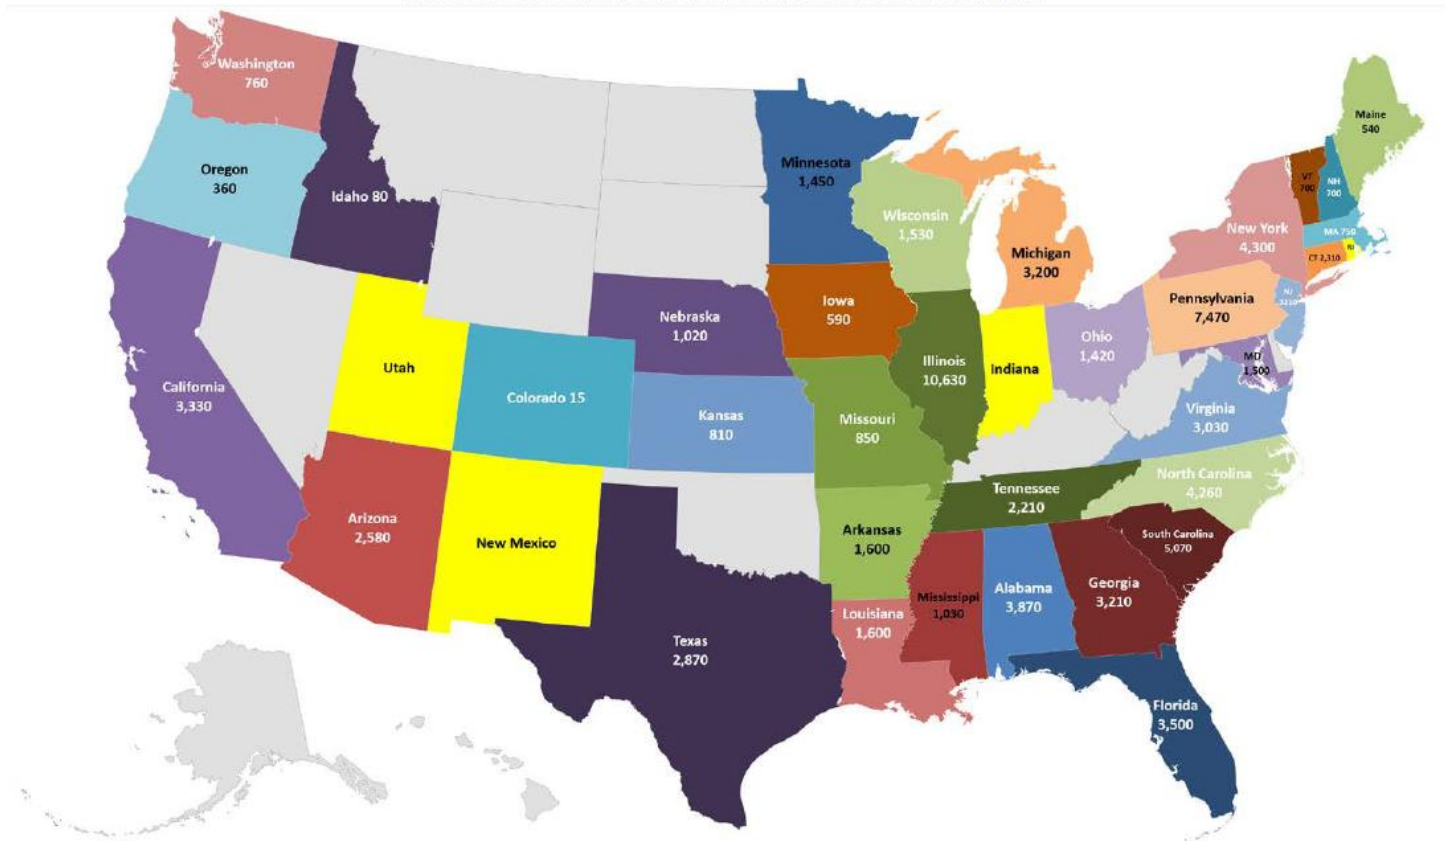 Washington
760
Oregon
360
Idaho 80
California
3,330
Utah
Colorado 15
Arizona
2,580
New Mexico
Nebraska
1,020
Kansas
810
Texas
2,870
Minnesota
1,450
Iowa
590
Missouri
850
Arkansas
1,600
Louisiana
1,600
Wisconsin
1,530
Illinois
10,630
Michigan
3,200
Indiana
Ohio
1,420
Tennessee
2,210
Mississippi
1,030
Alabama
3,870
Georgia
3,210
Florida
3,500
South Carolina
5,070
North Carolina
4,260
Virginia
3,030
MD
1,500
Pennsylvania
7,470
NJ
New York
4,300
CT 2,310
RI
MA 750
VT
700
NH
700
Maine
540